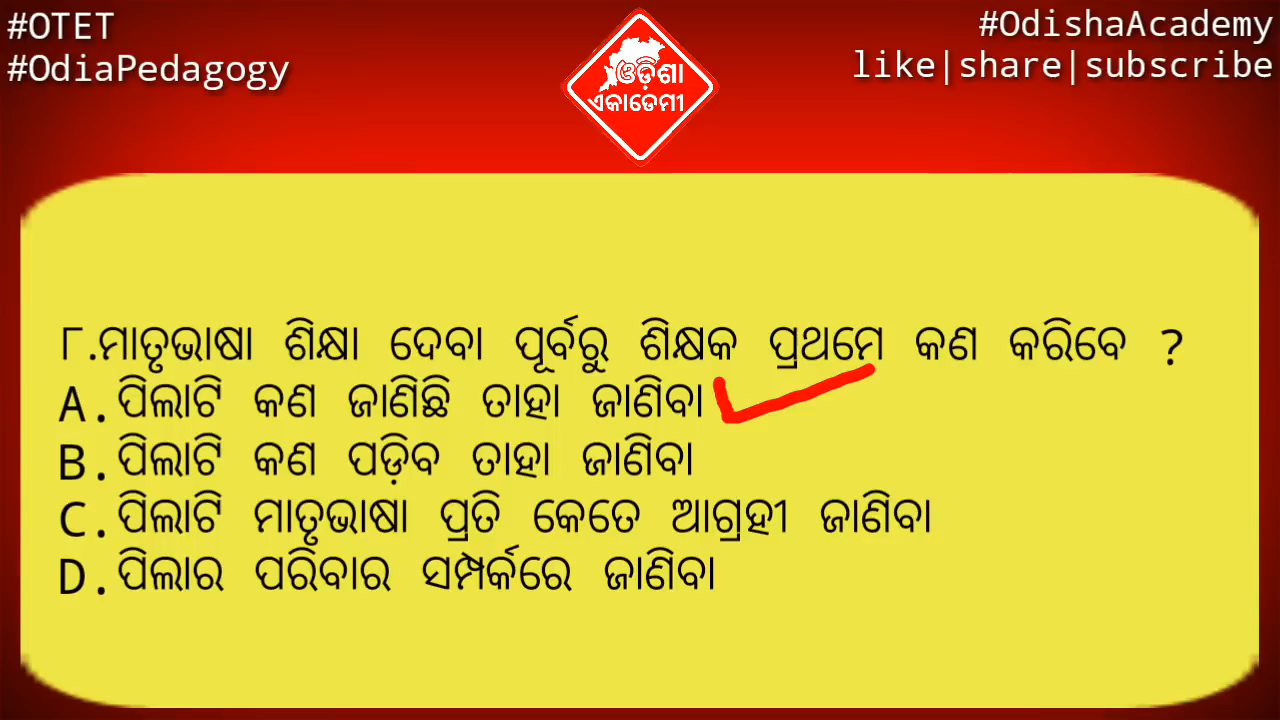 #OTET
#OdiaPedagogy
ଓଡ଼ିଶା
ଏକାଡେମୀ
#OdishaAcademy
like|share|subscribe
୮.ମାତୃଭାଷା ଶିକ୍ଷା ଦେବା ପୂର୍ବରୁ ଶିକ୍ଷକ ପ୍ରଥମେ କଣ କରିବେ ?
A.ପିଲାଟି କଣ ଜାଣିଛି ତାହା ଜାଣିବା
B.ପିଲାଟି କଣ ପଡ଼ିବ ତାହା ଜାଣିବା
C.ପିଲାଟି ମାତୃଭାଷା ପ୍ରତି କେତେ ଆଗ୍ରହୀ ଜାଣିବା
D.ପିଲାର ପରିବାର ସମ୍ପର୍କରେ ଜାଣିବା